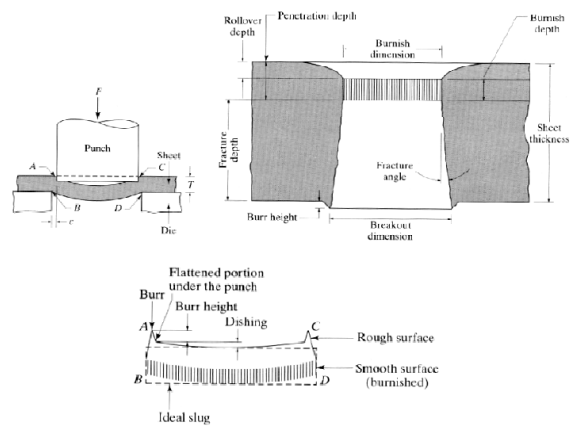 Rollover
depth
Penetration depth
Burnish
dimension
Burnish
depth
F
Punch
A
C
Sheet
T
B
D
Die
c
Fracture
depth
Fracture
angle
Sheet
thickness
Burr height
Breakout
dimension
Flattened portion
under the punch
Burr
Burr height
Dishing
A
C
Rough surface
Smooth surface
(burnished)
B
D
Ideal slug